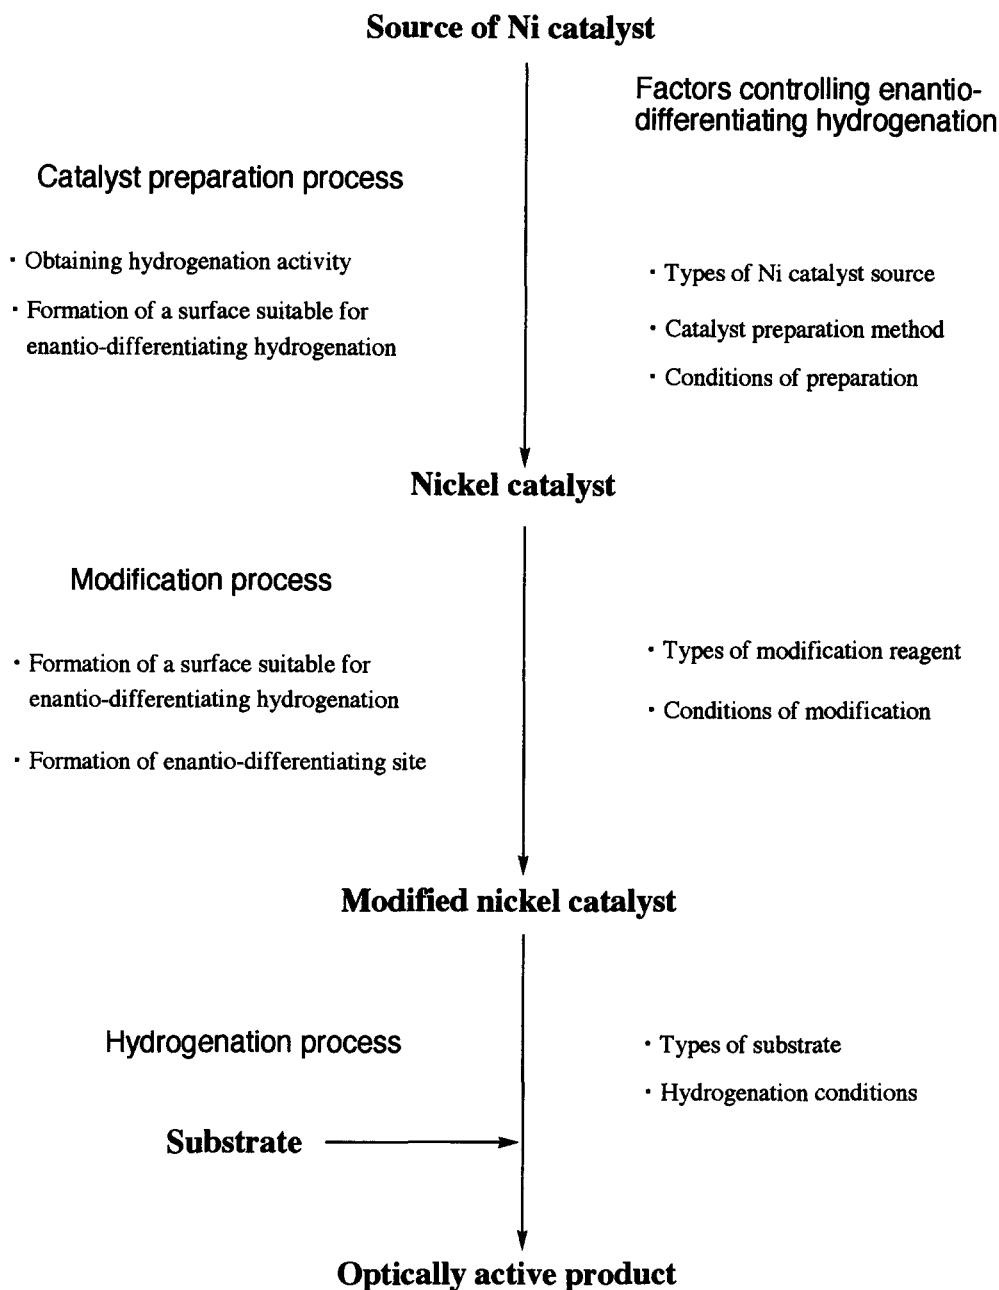 Source of Ni catalyst
Factors controlling enantio-
differentiating hydrogenation
Catalyst preparation process
· Obtaining hydrogenation activity
· Formation of a surface suitable for
enantio-differentiating hydrogenation
· Types of Ni catalyst source
· Catalyst preparation method
· Conditions of preparation
Nickel catalyst
Modification process
· Formation of a surface suitable for
enantio-differentiating hydrogenation
· Formation of enantio-differentiating site
· Types of modification reagent
· Conditions of modification
Modified nickel catalyst
Hydrogenation process
· Types of substrate
· Hydrogenation conditions
Substrate
Optically active product